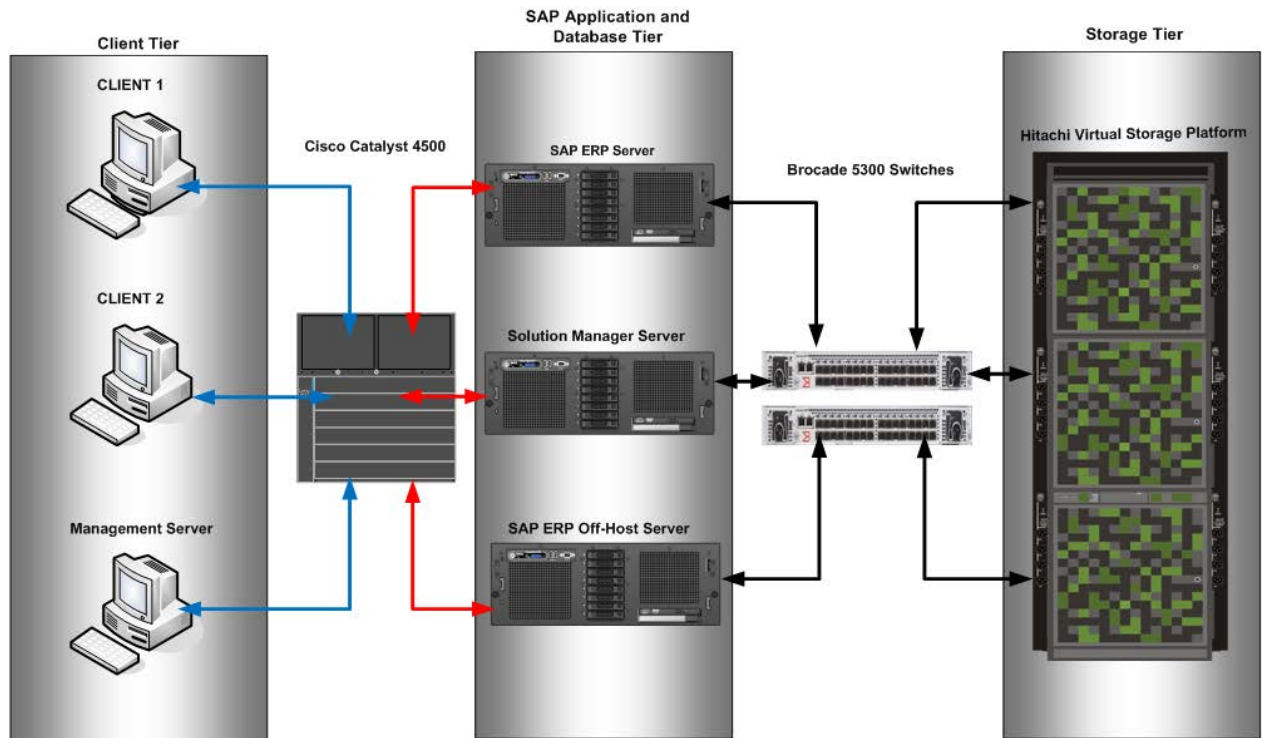 SAP Application and
Database Tier
Client Tier
Storage Tier
CLIENT 1
Cisco Catalyst 4500
SAP ERP Server
Brocade 5300 Switches
Hitachi Virtual Storage Platform
CLIENT 2
Solution Manager Server
Management Server
SAP ERP Off-Host Server